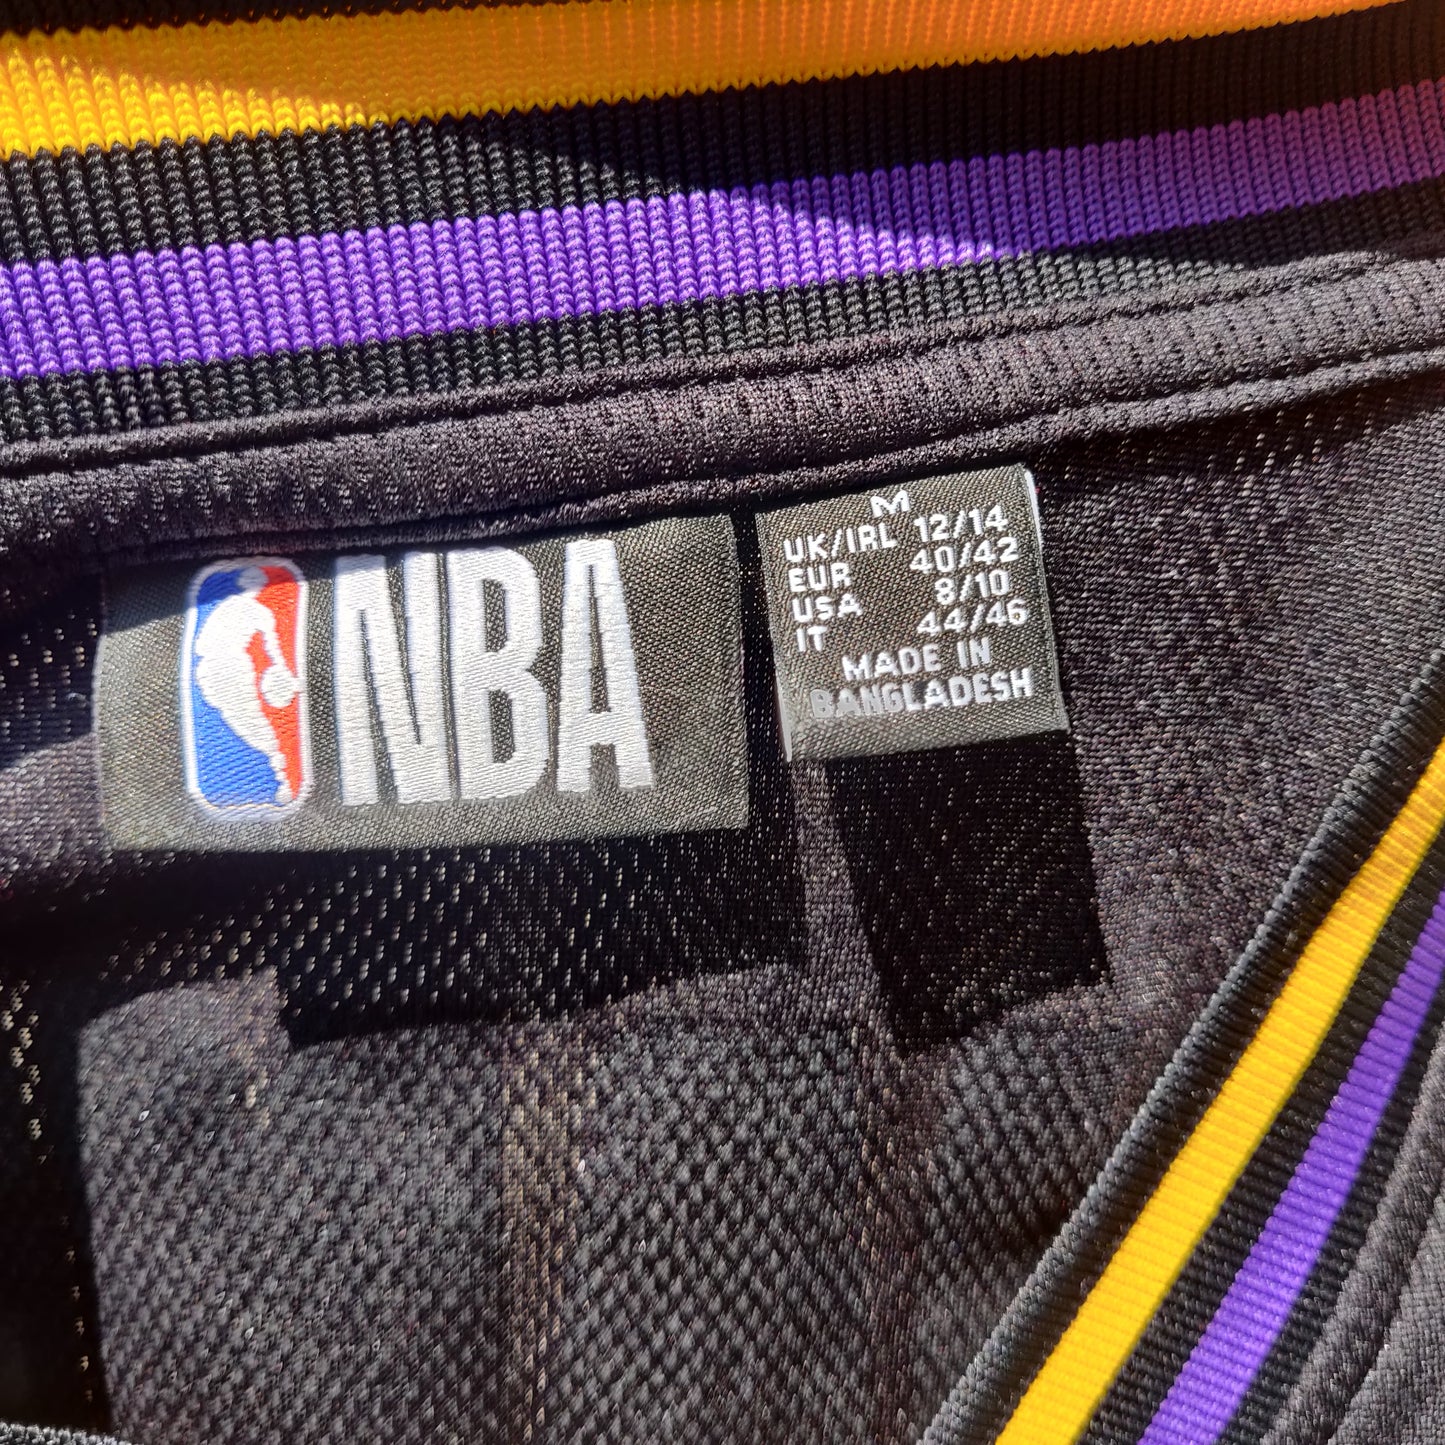 NBA
M
UK/IRL 12/14
EUR 40/42
USA 8/10
IT 44/46
MADE IN
BANGLADESH